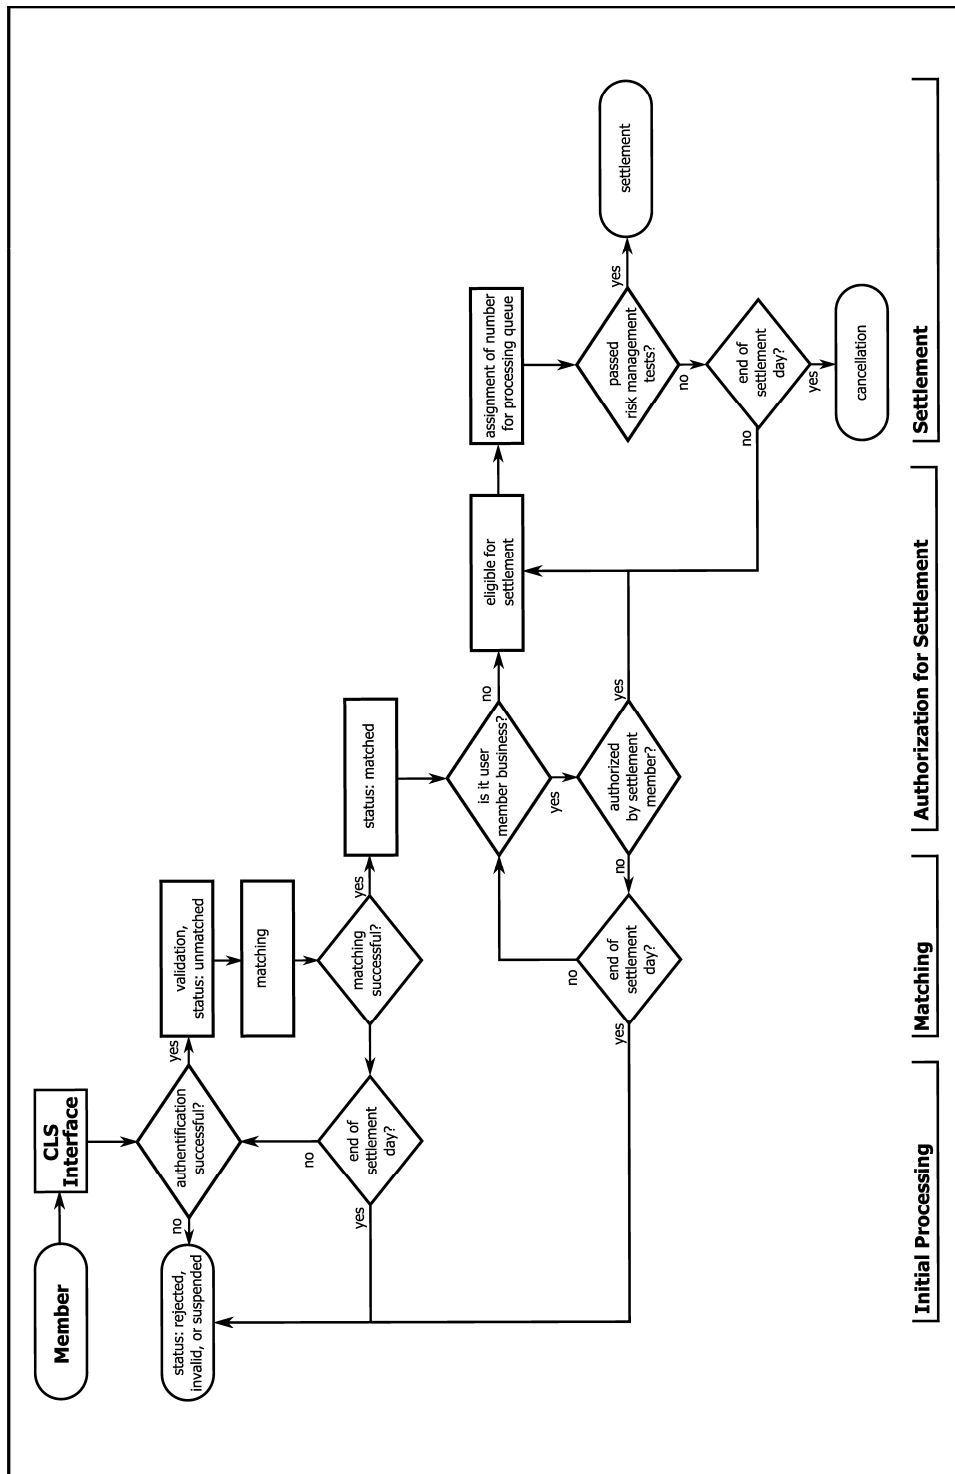 Member
CLS
Interface
authentification
successful?
no
yes
status: rejected,
invalid, or suspended
validation,
status: unmatched
matching
matching
successful?
yes
end of
settlement
day?
no
yes
status: matched
is it user
member business?
no
yes
authorized
by settlement
member?
no
yes
end of
settlement
day?
no
yes
eligible for
settlement
assignment of number
for processing queue
passed
risk management
tests?
yes
no
settlement
end of
settlement
day?
no
yes
cancellation
Initial Processing
Matching
Authorization for Settlement
Settlement